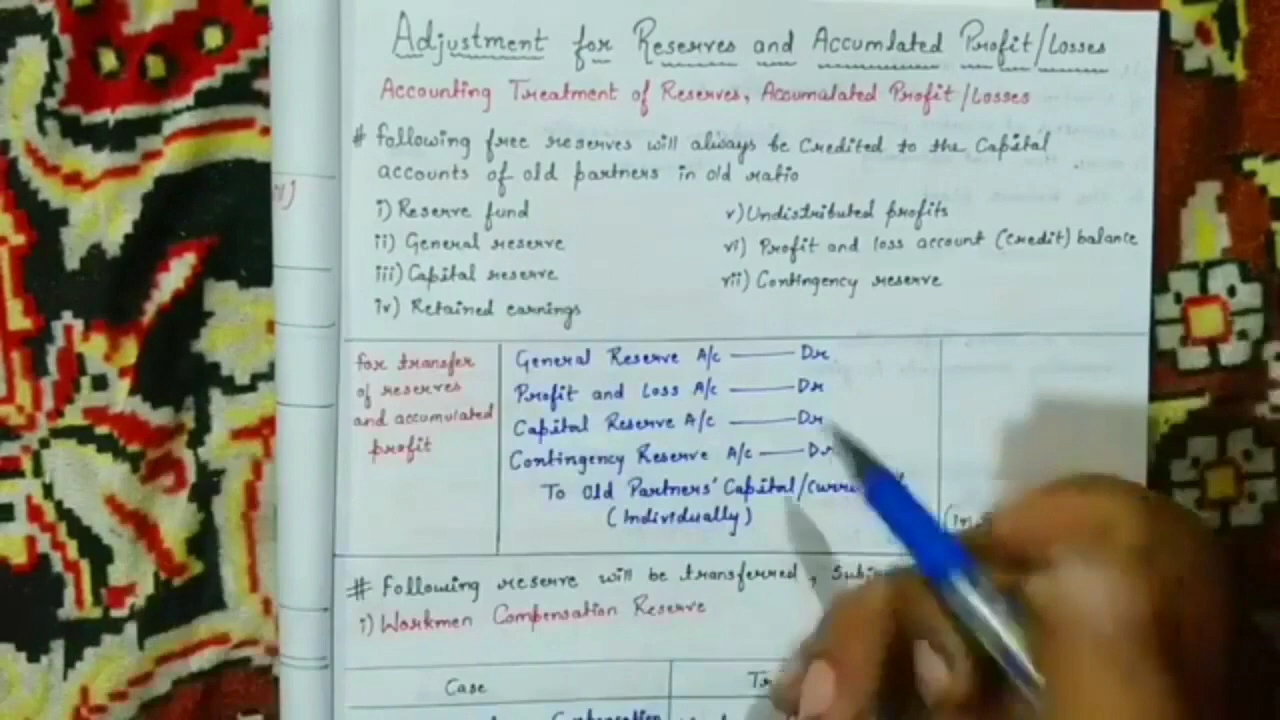 Adjustment for Reserves and Accumlated Profit/Losses
Accounting Treatment of Reserves, Accumulated Profit/Losses
# Following free reserves will always be credited to the Capital
accounts of old partners in old ratio
i) Reserve fund
ii) General reserve
iii) Capital reserve
iv) Retained earnings
v) Undistributed profits
vi) Profit and loss account (credit) balance
vii) Contingency reserve
for transfer
of reserves
and accumulated
profit
General Reserve A/c —— Dr
Profit and Loss A/c —— Dr
Capital Reserve A/c —— Dr
Contingency Reserve A/c —— Dr
To Old Partners' Capital/
(Individually)
# Following reserve will be transferred,
i) Workmen Compensation Reserve
Case
Compensation